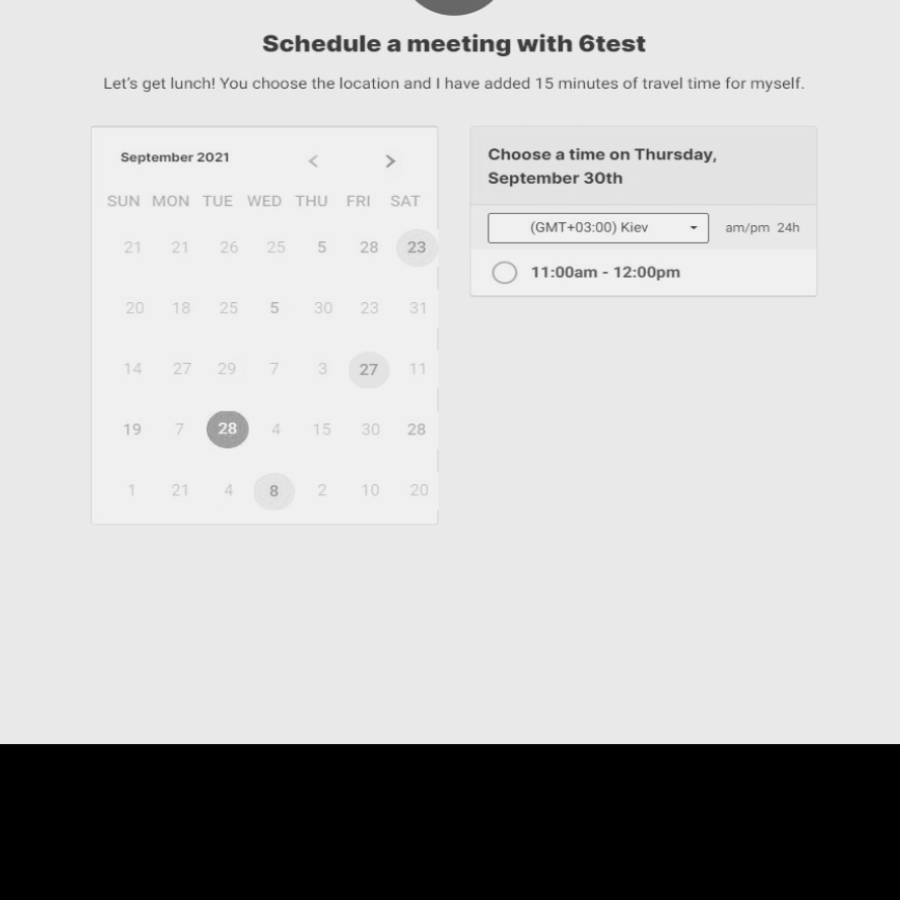 Schedule a meeting with 6test
Let's get lunch! You choose the location and I have added 15 minutes of travel time for myself.
September 2021 < >
SUN MON TUE WED THU FRI SAT
21 21 26 25 5 28 23
20 18 25 5 30 23 31
14 27 29 7 3 27 11
19 7 28 4 15 30 28
1 21 4 8 2 10 20
Choose a time on Thursday,
September 30th
(GMT+03:00) Kiev am/pm 24h
11:00am - 12:00pm